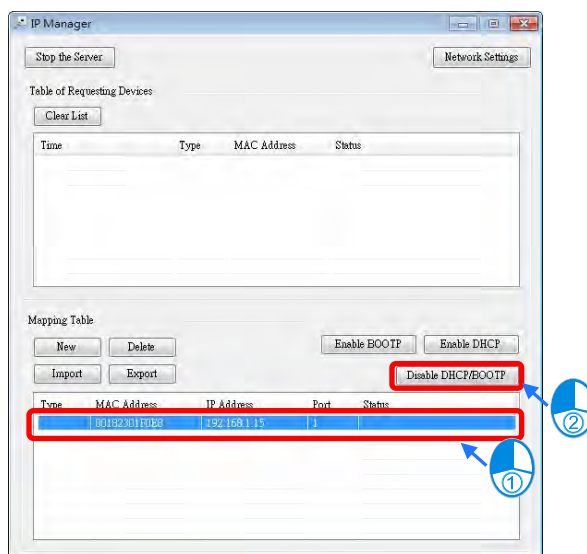 IP Manager
Stop the Server Network Settings
Table of Requesting Devices
Clear List
Time Type MAC Address Status
Mapping Table
New Delete Enable BOOTP Enable DHCP
Import Export Disable DHCP/BOOTP
Type MAC Address IP Address Port Status
00182301F0E8 192.168.1.15 1
①
②